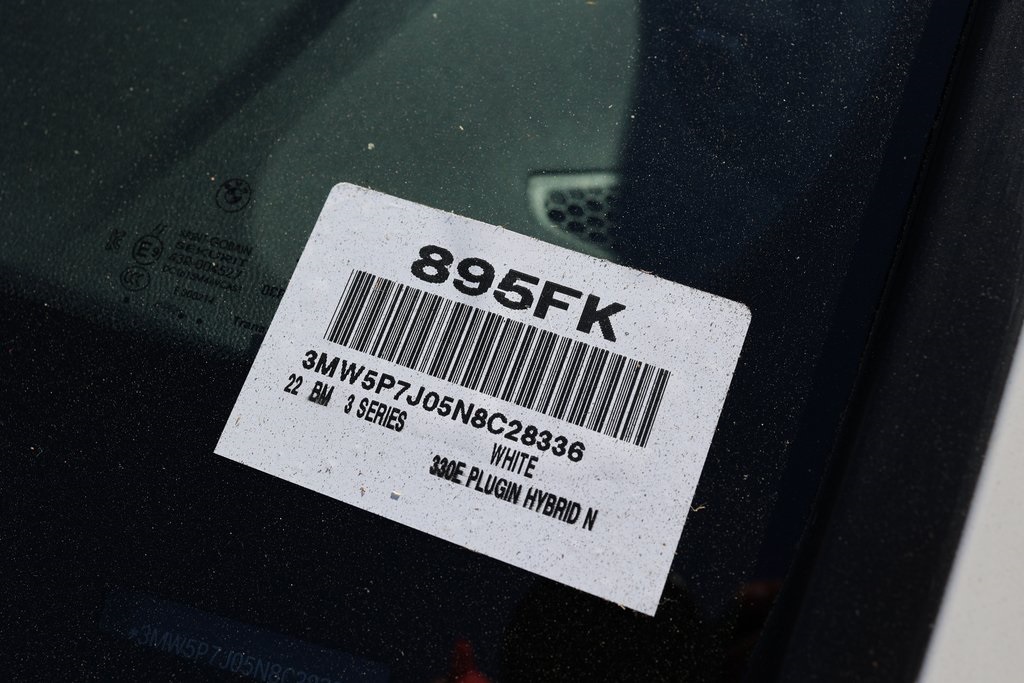 895FK
3MW5P7J05N8C28336
22 BM 3 SERIES
WHITE
330E PLUGIN HYBRID N